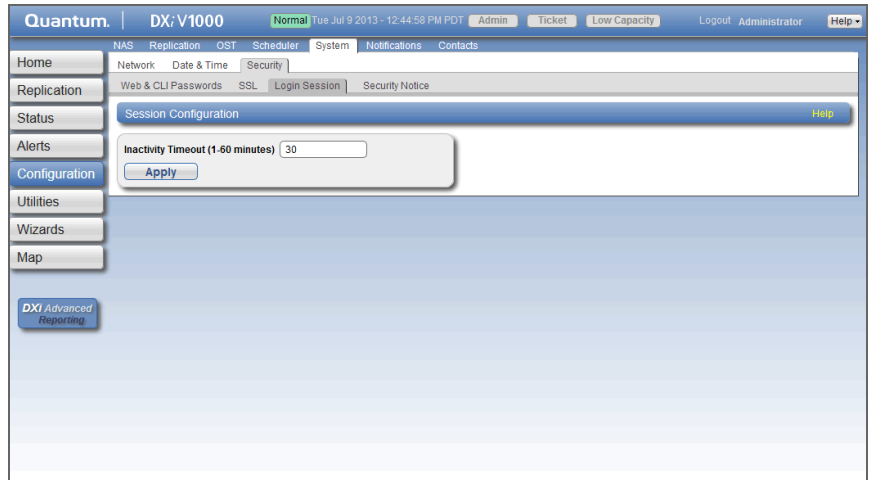 Quantum. DXi V1000 Normal Tue Jul 9 2013 - 12:44:58 PM PDT Admin Ticket Low Capacity Logout Administrator Help
NAS Replication OST Scheduler System Notifications Contacts
Network Date & Time Security
Web & CLI Passwords SSL Login Session Security Notice
Home
Replication
Status
Alerts
Configuration
Utilities
Wizards
Map
DXI Advanced
Reporting
Session Configuration Help
Inactivity Timeout (1-60 minutes) 30
Apply